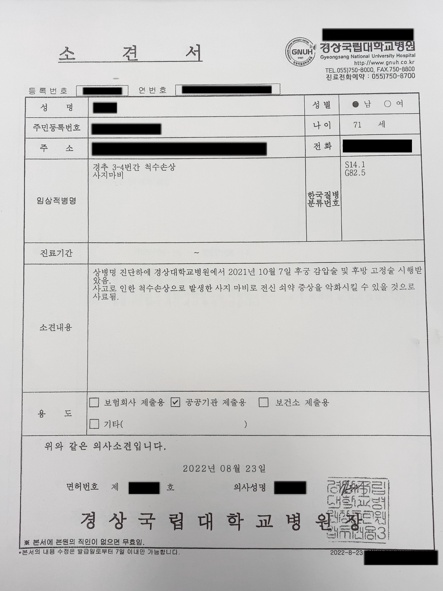 소 견 서
GNUH
경상국립대학교병원
Gyeongsang National University Hospital
http://www.gnuh.co.kr
TEL.055)750-8000, FAX.750-6800
진료전화예약 : 055)750-8700
등록번호 연번호
성 명 성별 ●남 ○여
주민등록번호 나이 71 세
주 소 전화
임상적병명
경추 3-4번간 척수손상
사지마비
한국질병
분류번호
S14.1
G82.5
진료기간 -
소견내용
상병명 진단하에 경상대학교병원에서 2021년 10월 7일 후궁 감압술 및 후방 고정술 시행받
았음.
사고로 인한 척수손상으로 발생한 사지 마비로 전신 쇠약 증상을 악화시킬 수 있을 것으로
사료됨.
용 도
□ 보험회사 제출용 ☑ 공공기관 제출용 □ 보건소 제출용
□ 기타( )
위와 같은 의사소견입니다.
2022년 08월 23일
면허번호 제 호 의사성명
경상국립대학교병원장
※ 본서에 본원의 직인이 없으면 무효임.
*본서의 내용 수정은 발급일로부터 7일 이내만 가능합니다.
2022-8-23